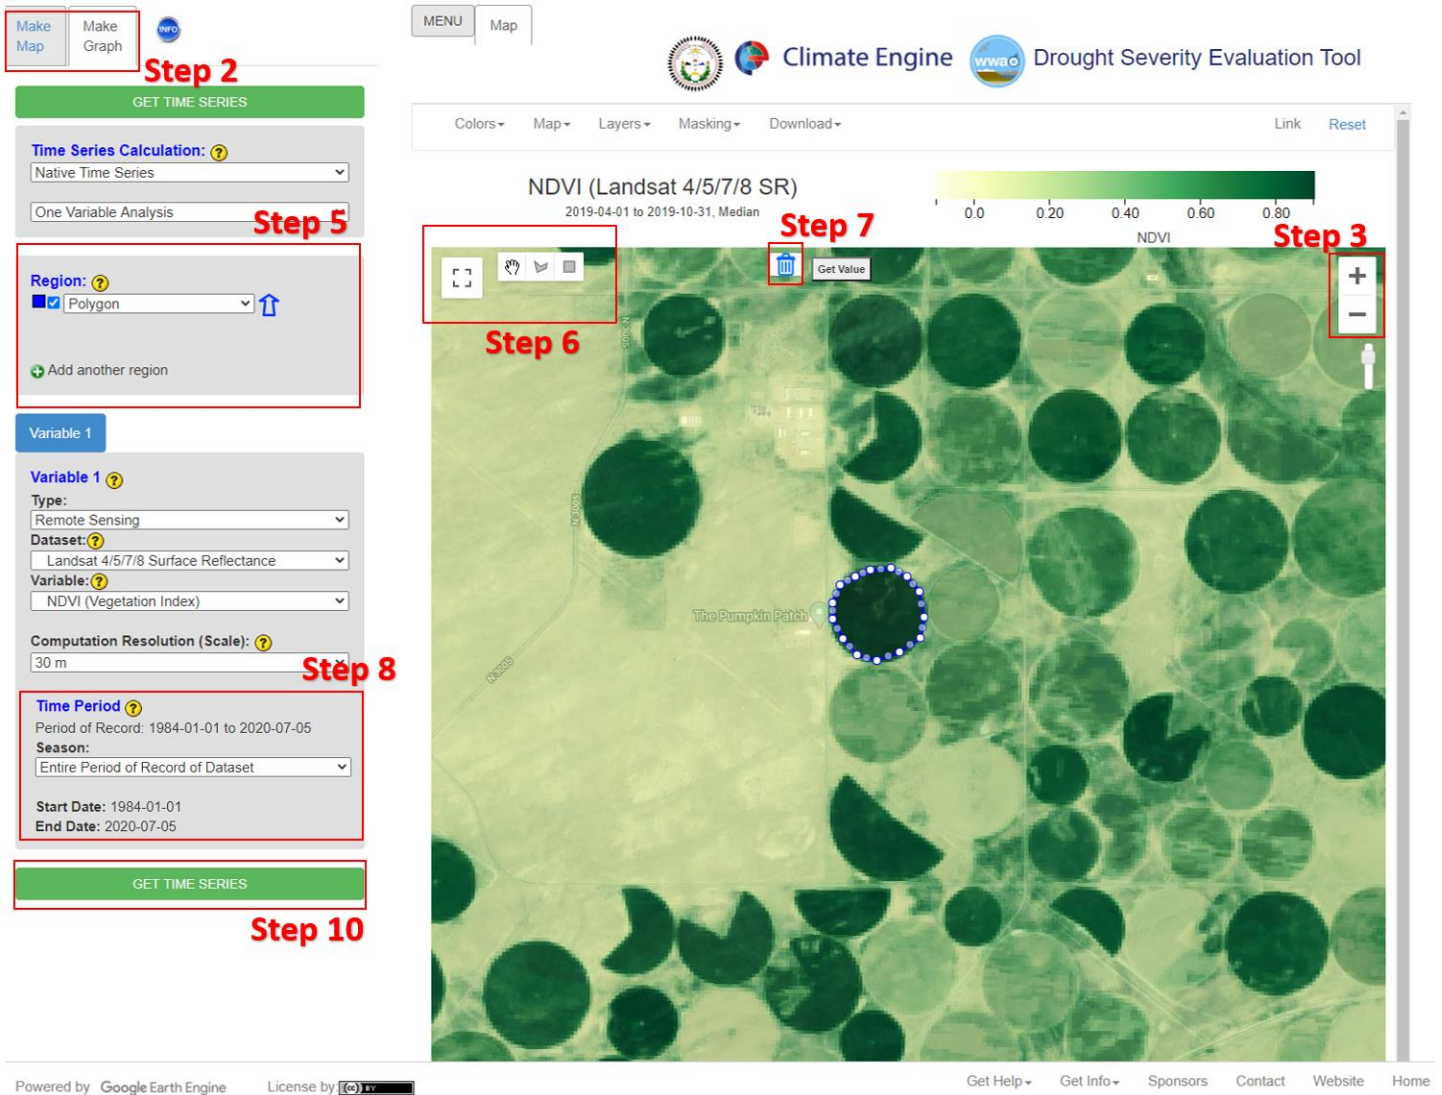 Make
Map
Make
Graph
INFO
Step 2
GET TIME SERIES
Time Series Calculation: ?
Native Time Series
One Variable Analysis
Step 5
Region: ?
Polygon
Add another region
Variable 1
Variable 1 ?
Type:
Remote Sensing
Dataset: ?
Landsat 4/5/7/8 Surface Reflectance
Variable: ?
NDVI (Vegetation Index)
Computation Resolution (Scale): ?
30 m
Step 8
Time Period ?
Period of Record: 1984-01-01 to 2020-07-05
Season:
Entire Period of Record of Dataset
Start Date: 1984-01-01
End Date: 2020-07-05
GET TIME SERIES
Step 10
MENU
Map
Climate Engine
wwao
Drought Severity Evaluation Tool
Colors
Map
Layers
Masking
Download
Link
Reset
NDVI (Landsat 4/5/7/8 SR)
2019-04-01 to 2019-10-31, Median
0.0 0.20 0.40 0.60 0.80
NDVI
Step 7
Step 3
Get Value
+
−
Step 6
N 3005
N 3005
The Pumpkin Patch
N 3005
Powered by Google Earth Engine
License by:
(cc) BY
Get Help
Get Info
Sponsors
Contact
Website
Home